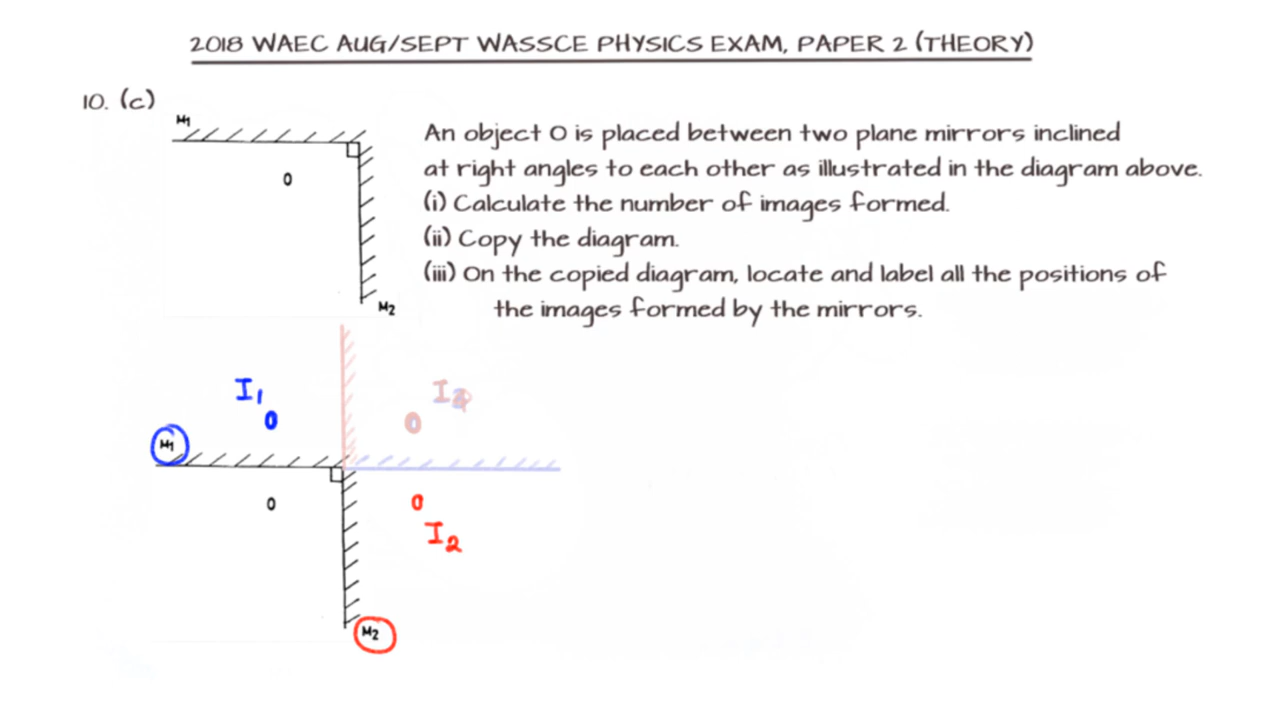 2018 WAEC AUG/SEPT WASSCE PHYSICS EXAM, PAPER 2 (THEORY)
10. (c)
M1
O
M2
An object O is placed between two plane mirrors inclined
at right angles to each other as illustrated in the diagram above.
(i) Calculate the number of images formed.
(ii) Copy the diagram.
(iii) On the copied diagram, locate and label all the positions of
the images formed by the mirrors.
I1
O
M1
O
O
O
I2
M2